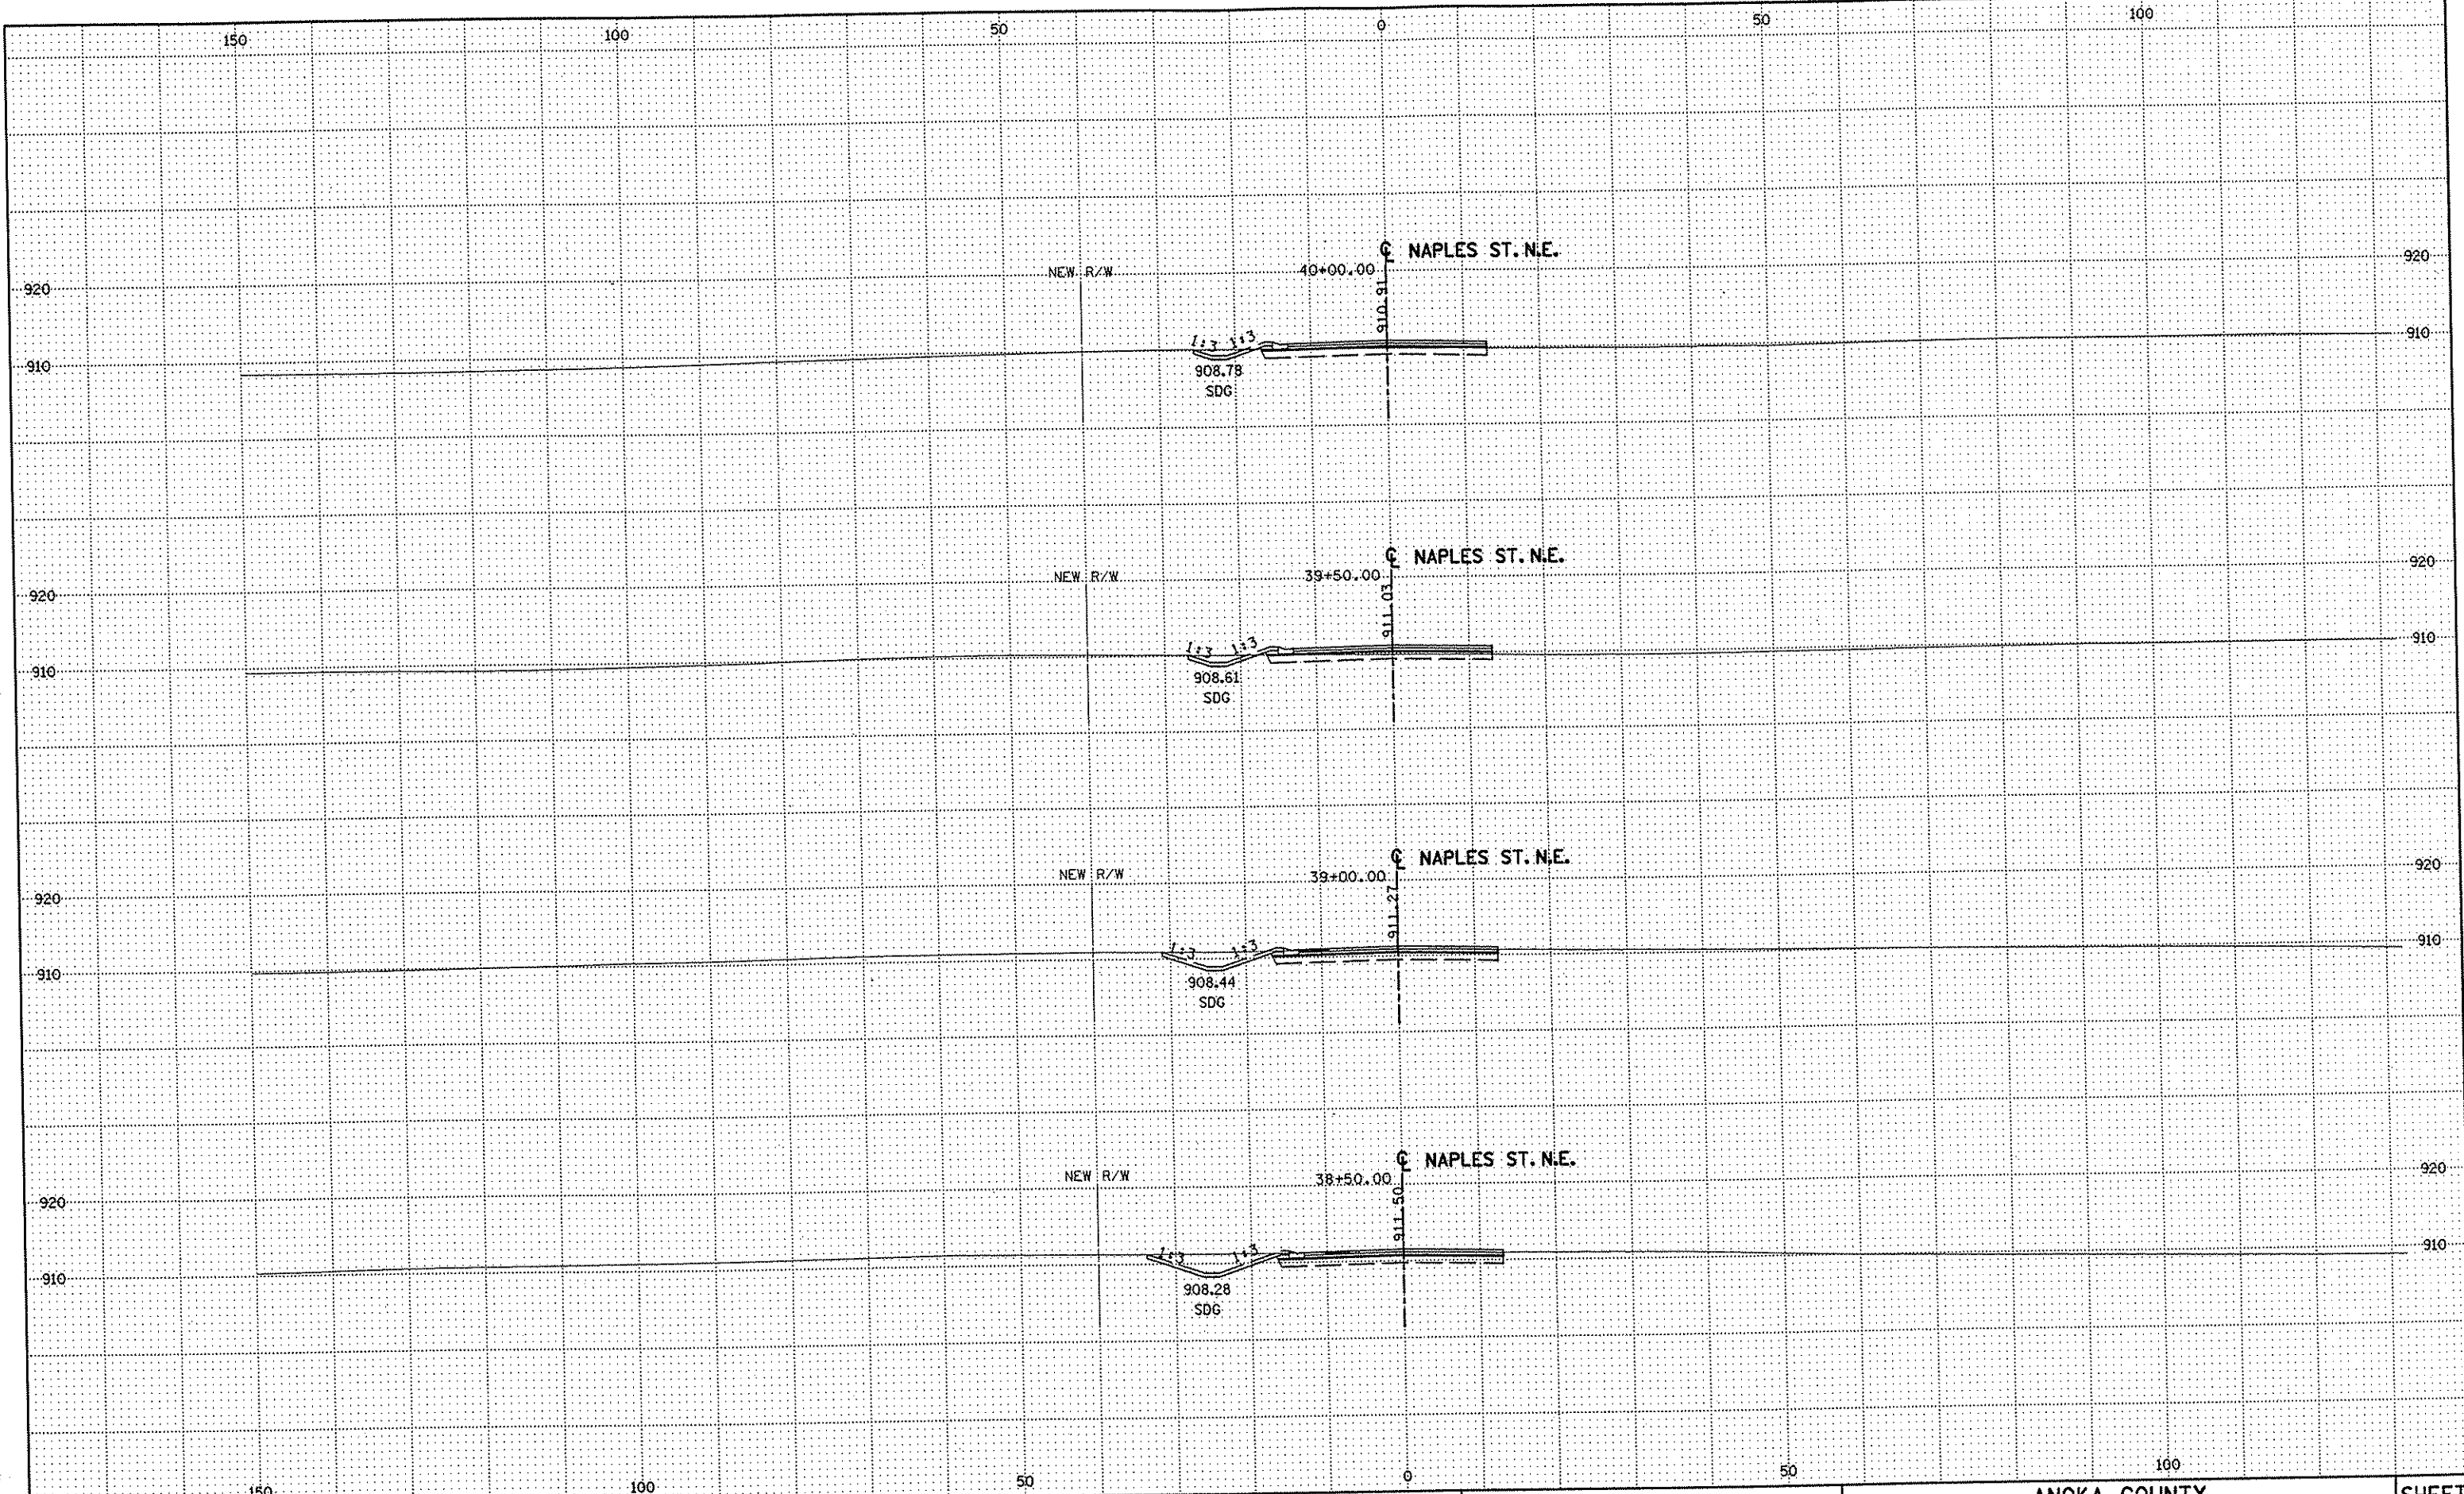 150 100 50 0 50 100
℄ NAPLES ST. N.E.
NEW R/W 40+00.00
910.91
920 920
1:3 1:3
910 910
908.78
SDG
℄ NAPLES ST. N.E.
NEW R/W 39+50.00
911.03
920 920
1:3 1:3
910 910
908.61
SDG
℄ NAPLES ST. N.E.
NEW R/W 39+00.00
911.27
920 920
1:3 1:3
910 910
908.44
SDG
℄ NAPLES ST. N.E.
NEW R/W 38+50.00
911.50
920 920
1:3 1:3
910 910
908.28
SDG
150 100 50 0 50 100
ANOKA COUNTY SHEET